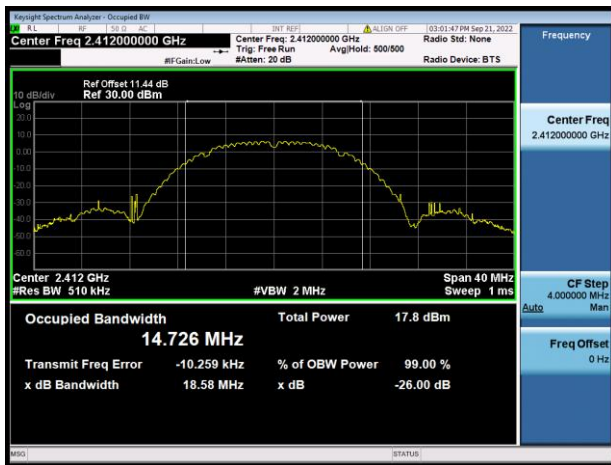 Keysight Spectrum Analyzer - Occupied BW
RL RF 50 Ω AC INT REF ALIGN OFF 03:01:47 PM Sep 21, 2022
Center Freq 2.412000000 GHz Center Freq: 2.412000000 GHz Radio Std: None Frequency
Trig: Free Run Avg|Hold: 500/500
#IFGain:Low #Atten: 20 dB Radio Device: BTS
Ref Offset 11.44 dB
10 dB/div Ref 30.00 dBm
Log
20.0
10.0
0.00
-10.0
-20.0
-30.0
-40.0
-50.0
-60.0
Center Freq
2.412000000 GHz
Center 2.412 GHz Span 40 MHz
#Res BW 510 kHz #VBW 2 MHz Sweep 1 ms
CF Step
4.000000 MHz
Auto Man
Occupied Bandwidth Total Power 17.8 dBm
14.726 MHz
Transmit Freq Error -10.259 kHz % of OBW Power 99.00 %
x dB Bandwidth 18.58 MHz x dB -26.00 dB
Freq Offset
0 Hz
MSG STATUS